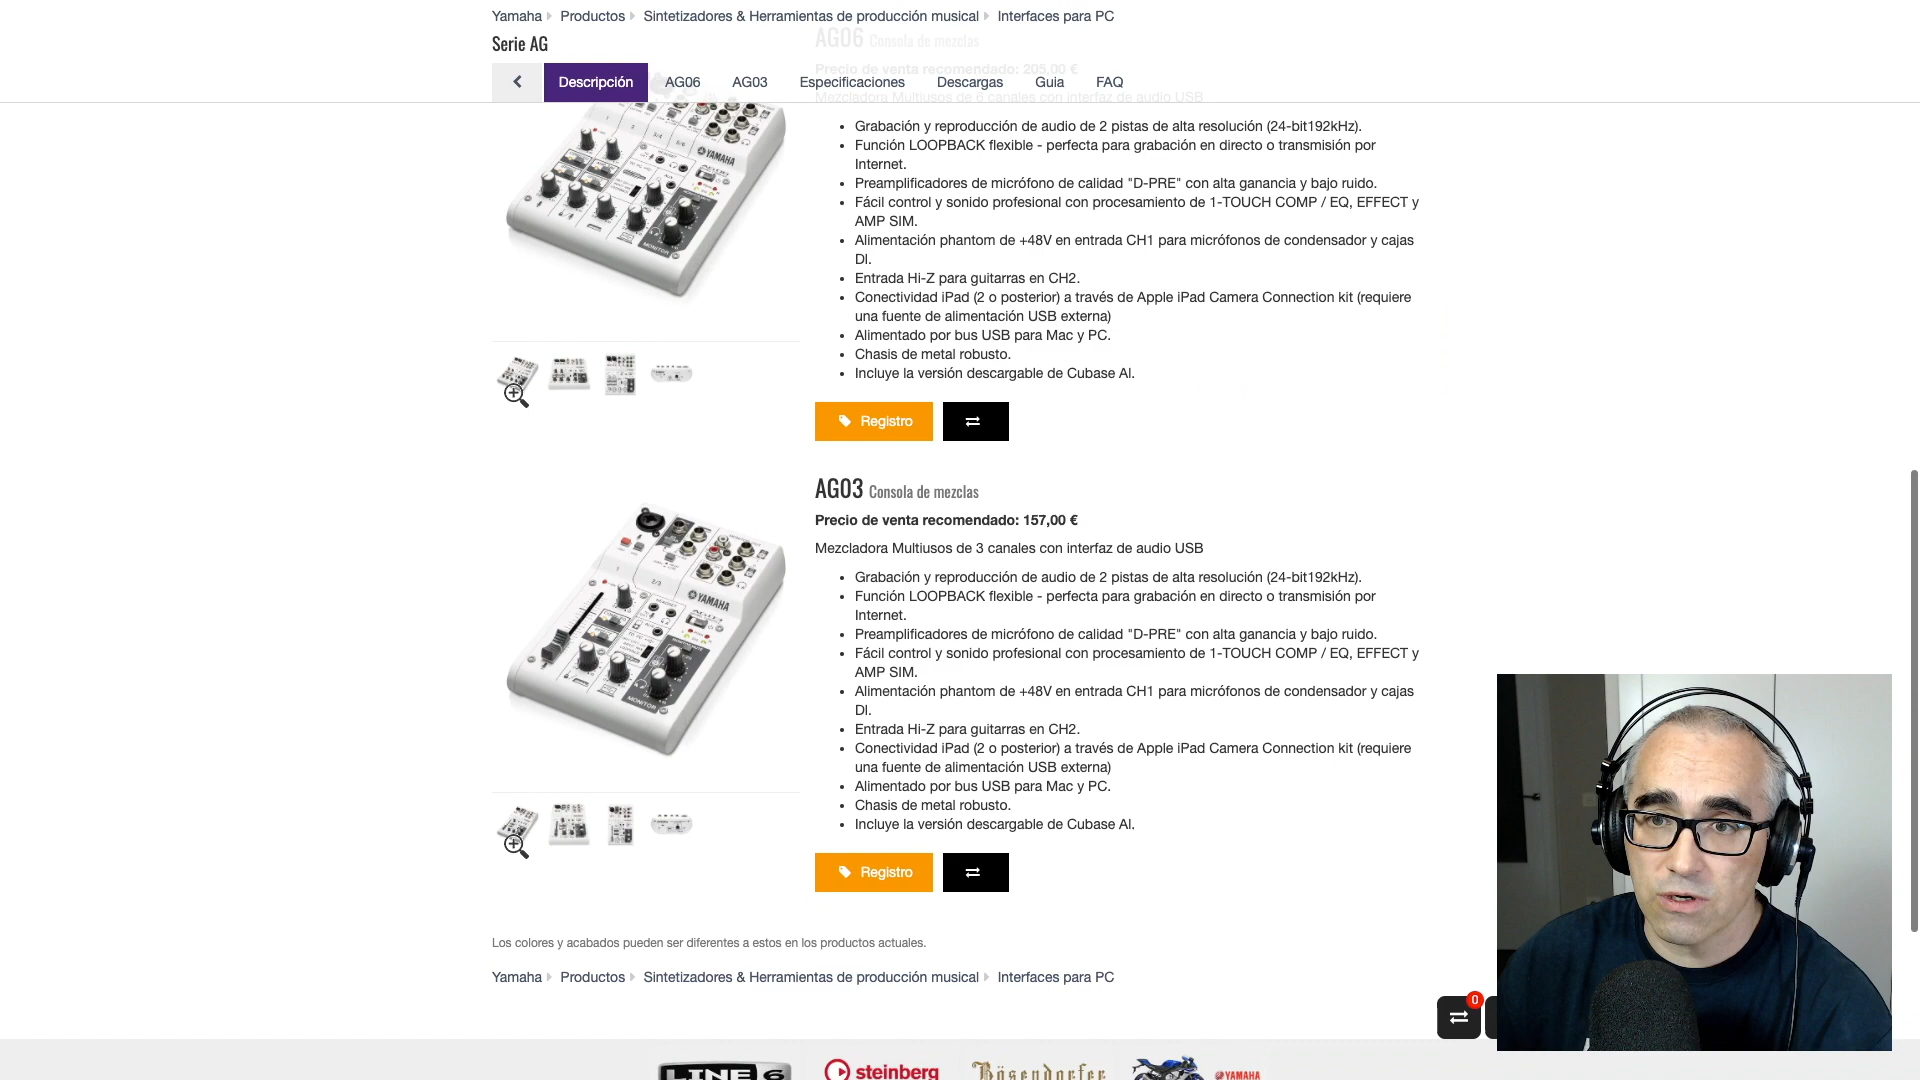 Yamaha Productos Sintetizadores & Herramientas de producción musical Interfaces para PC
Serie AG
AG06 Consola de mezclas
Precio de venta recomendado: 205,00 €
Descripción AG06 AG03 Especificaciones Descargas Guia FAQ
Mezcladora Multiusos de 6 canales con interfaz de audio USB
• Grabación y reproducción de audio de 2 pistas de alta resolución (24-bit192kHz).
• Función LOOPBACK flexible - perfecta para grabación en directo o transmisión por
Internet.
• Preamplificadores de micrófono de calidad "D-PRE" con alta ganancia y bajo ruido.
• Fácil control y sonido profesional con procesamiento de 1-TOUCH COMP / EQ, EFFECT y
AMP SIM.
• Alimentación phantom de +48V en entrada CH1 para micrófonos de condensador y cajas
DI.
• Entrada Hi-Z para guitarras en CH2.
• Conectividad iPad (2 o posterior) a través de Apple iPad Camera Connection kit (requiere
una fuente de alimentación USB externa)
• Alimentado por bus USB para Mac y PC.
• Chasis de metal robusto.
• Incluye la versión descargable de Cubase AI.
YAMAHA
MONITOR
Registro
AG03 Consola de mezclas
Precio de venta recomendado: 157,00 €
Mezcladora Multiusos de 3 canales con interfaz de audio USB
• Grabación y reproducción de audio de 2 pistas de alta resolución (24-bit192kHz).
• Función LOOPBACK flexible - perfecta para grabación en directo o transmisión por
Internet.
• Preamplificadores de micrófono de calidad "D-PRE" con alta ganancia y bajo ruido.
• Fácil control y sonido profesional con procesamiento de 1-TOUCH COMP / EQ, EFFECT y
AMP SIM.
• Alimentación phantom de +48V en entrada CH1 para micrófonos de condensador y cajas
DI.
• Entrada Hi-Z para guitarras en CH2.
• Conectividad iPad (2 o posterior) a través de Apple iPad Camera Connection kit (requiere
una fuente de alimentación USB externa)
• Alimentado por bus USB para Mac y PC.
• Chasis de metal robusto.
• Incluye la versión descargable de Cubase AI.
YAMAHA
MONITOR
Registro
Los colores y acabados pueden ser diferentes a estos en los productos actuales.
Yamaha Productos Sintetizadores & Herramientas de producción musical Interfaces para PC
0
LINE 6 steinberg Bösendorfer YAMAHA